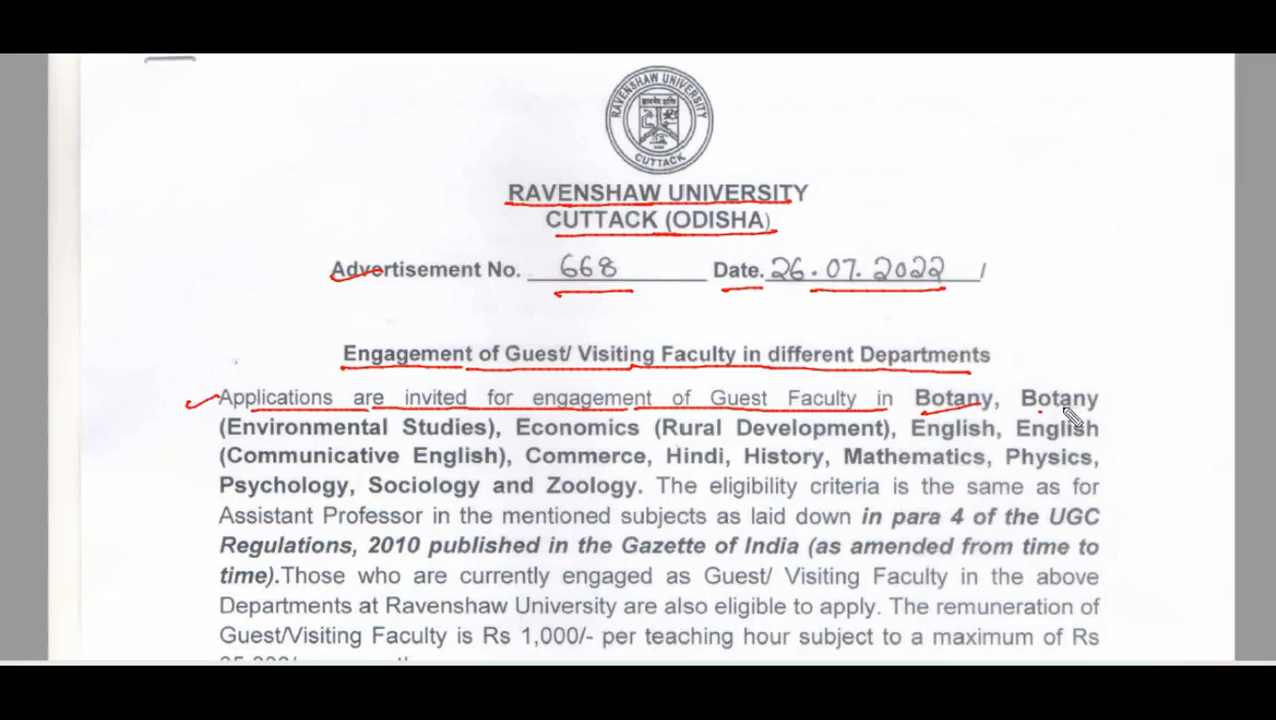 RAVENSHAW UNIVERSITY
CUTTACK
RAVENSHAW UNIVERSITY
CUTTACK (ODISHA)
Advertisement No. 668 Date. 26.07.2022 /
Engagement of Guest/ Visiting Faculty in different Departments
Applications are invited for engagement of Guest Faculty in Botany, Botany
(Environmental Studies), Economics (Rural Development), English, English
(Communicative English), Commerce, Hindi, History, Mathematics, Physics,
Psychology, Sociology and Zoology. The eligibility criteria is the same as for
Assistant Professor in the mentioned subjects as laid down in para 4 of the UGC
Regulations, 2010 published in the Gazette of India (as amended from time to
time).Those who are currently engaged as Guest/ Visiting Faculty in the above
Departments at Ravenshaw University are also eligible to apply. The remuneration of
Guest/Visiting Faculty is Rs 1,000/- per teaching hour subject to a maximum of Rs